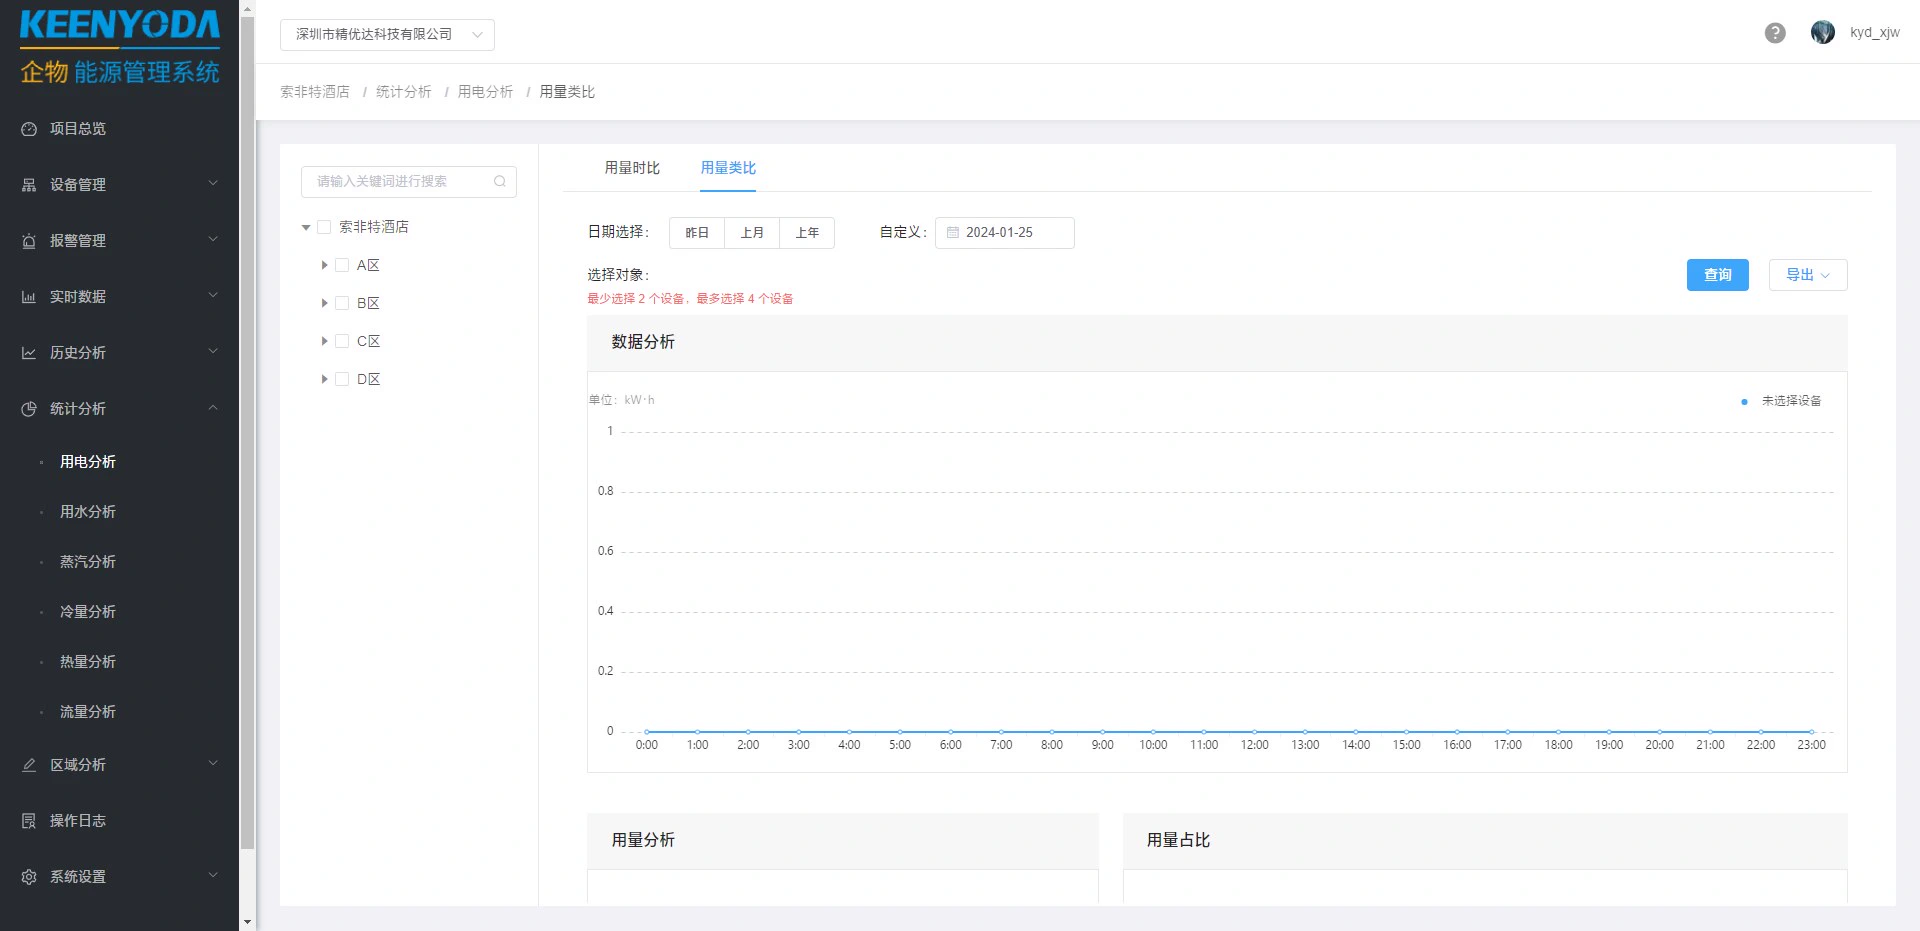 KEENYODA
企物 能源管理系统
项目总览
设备管理
报警管理
实时数据
历史分析
统计分析
用电分析
用水分析
蒸汽分析
冷量分析
热量分析
流量分析
区域分析
操作日志
系统设置
深圳市精优达科技有限公司
kyd_xjw
索非特酒店 / 统计分析 / 用电分析 / 用量类比
请输入关键词进行搜索
索非特酒店
A区
B区
C区
D区
用量时比 用量类比
日期选择: 昨日 上月 上年 自定义: 2024-01-25
选择对象:
查询 导出
最少选择 2 个设备，最多选择 4 个设备
数据分析
单位: kW·h
未选择设备
1
0.8
0.6
0.4
0.2
0
0:00 1:00 2:00 3:00 4:00 5:00 6:00 7:00 8:00 9:00 10:00 11:00 12:00 13:00 14:00 15:00 16:00 17:00 18:00 19:00 20:00 21:00 22:00 23:00
用量分析 用量占比